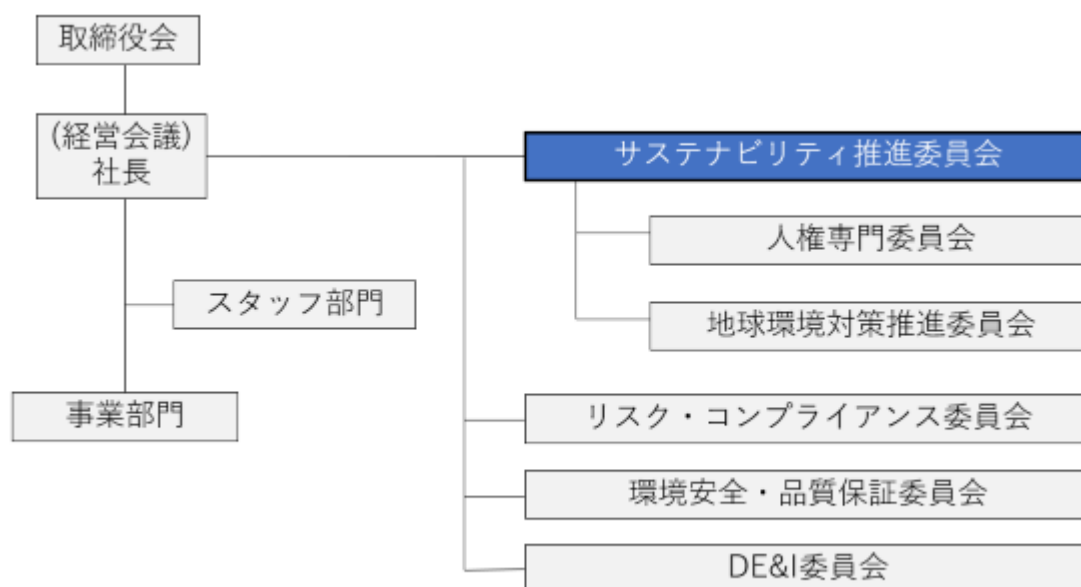 取締役会
(経営会議)
社長
サステナビリティ推進委員会
人権専門委員会
スタッフ部門
地球環境対策推進委員会
事業部門
リスク・コンプライアンス委員会
環境安全・品質保証委員会
DE&I委員会